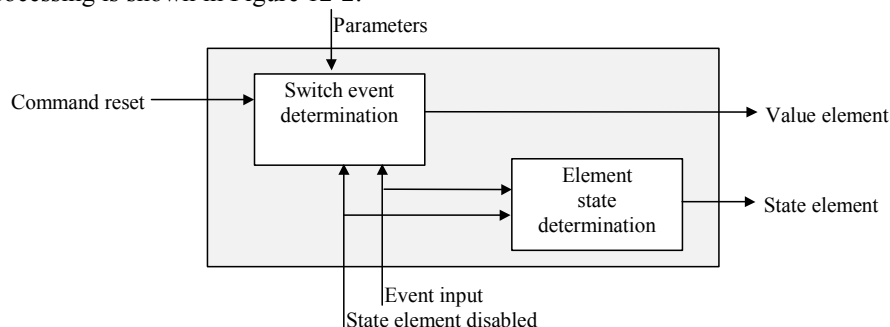 ocessing is shown in Figure 12-2.
Parameters
Switch event
determination
Command reset
Value element
Element
state
determination
State element
Event input
State element disabled